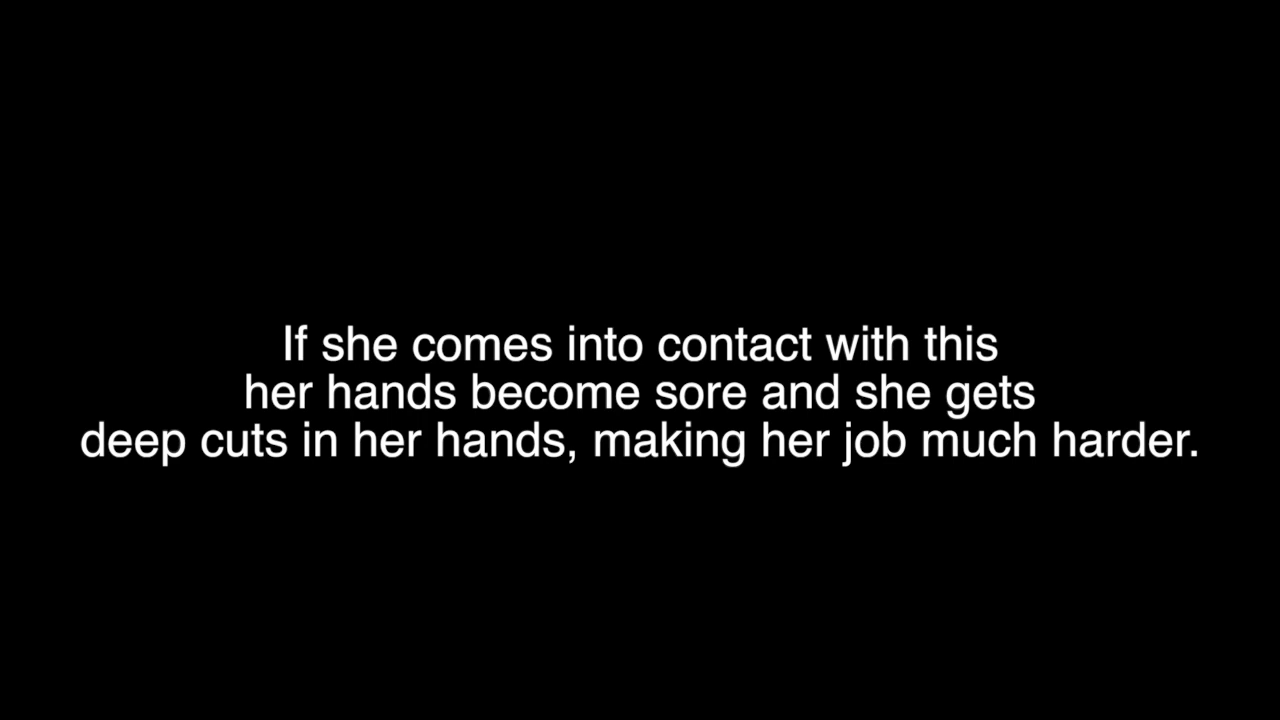 If she comes into contact with this
her hands become sore and she gets
deep cuts in her hands, making her job much harder.